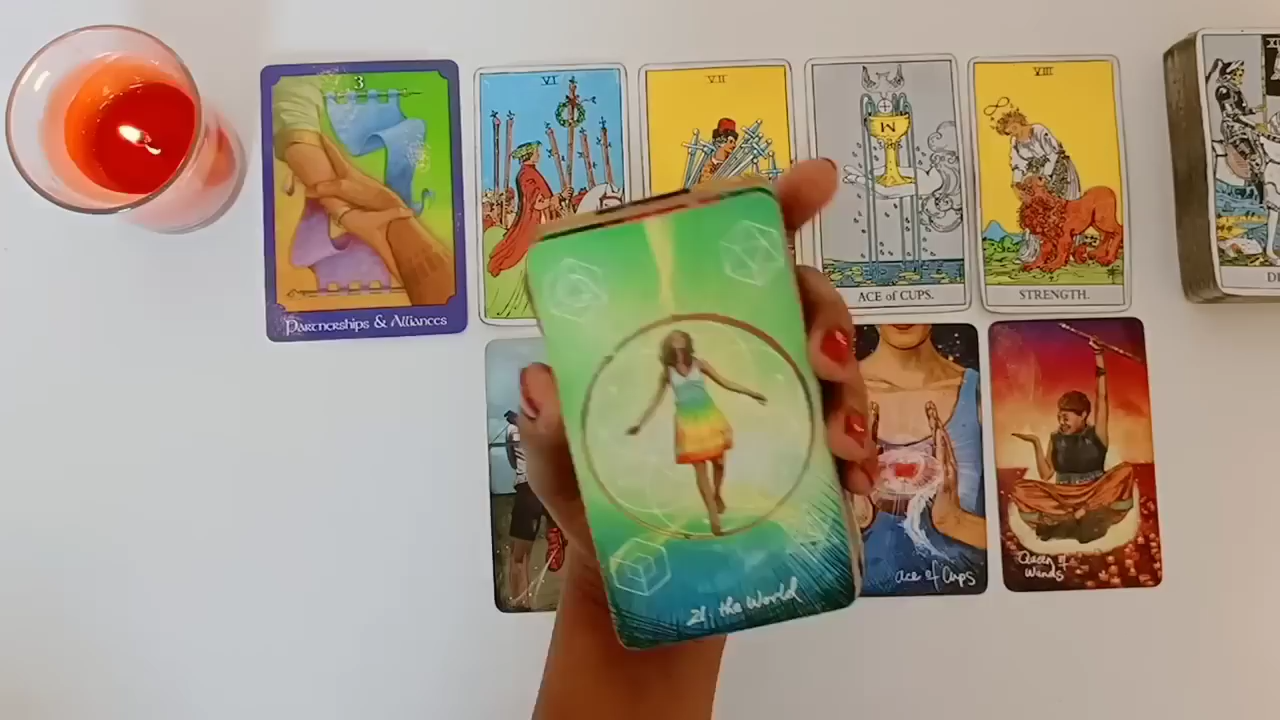 3
Partnerships & Alliances
VI
VII
ACE of CUPS.
VIII
STRENGTH.
21. the World
ace of Cups
Queen of
Wands